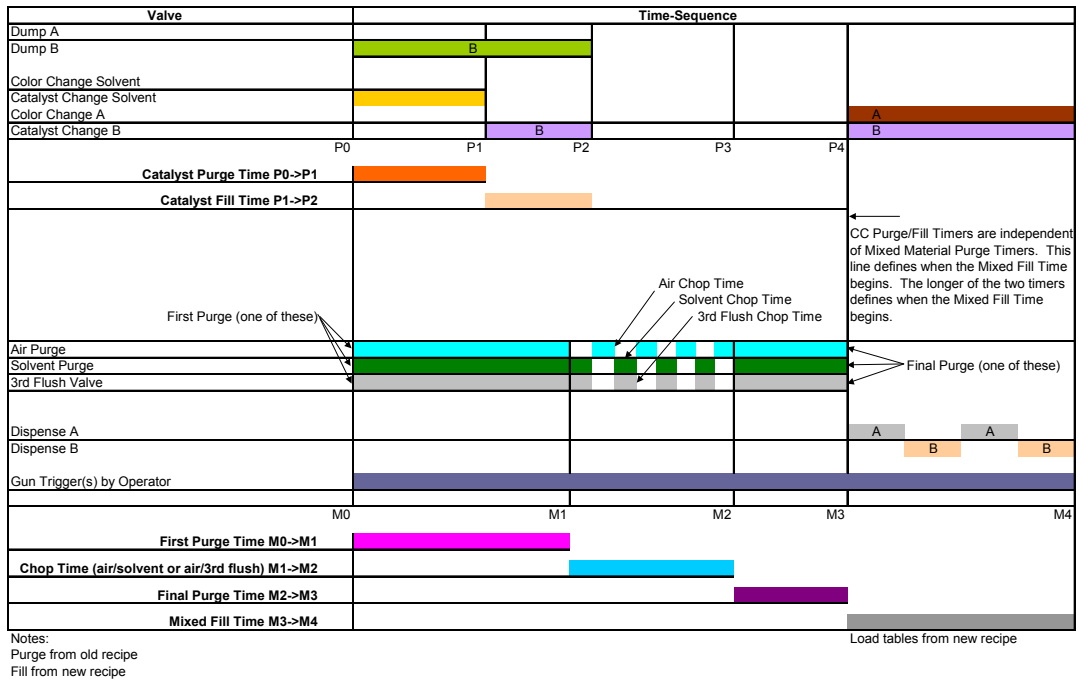 Valve Time-Sequence
Dump A
Dump B B
Color Change Solvent
Catalyst Change Solvent
Color Change A A
Catalyst Change B B B
P0 P1 P2 P3 P4
Catalyst Purge Time P0->P1
Catalyst Fill Time P1->P2
CC Purge/Fill Timers are independent
of Mixed Material Purge Timers. This
line defines when the Mixed Fill Time
begins. The longer of the two timers
defines when the Mixed Fill Time
begins.
Air Chop Time
Solvent Chop Time
3rd Flush Chop Time
First Purge (one of these)
Air Purge
Solvent Purge
3rd Flush Valve
Final Purge (one of these)
Dispense A A A
Dispense B B B
Gun Trigger(s) by Operator
M0 M1 M2 M3 M4
First Purge Time M0->M1
Chop Time (air/solvent or air/3rd flush) M1->M2
Final Purge Time M2->M3
Mixed Fill Time M3->M4
Notes: Load tables from new recipe
Purge from old recipe
Fill from new recipe